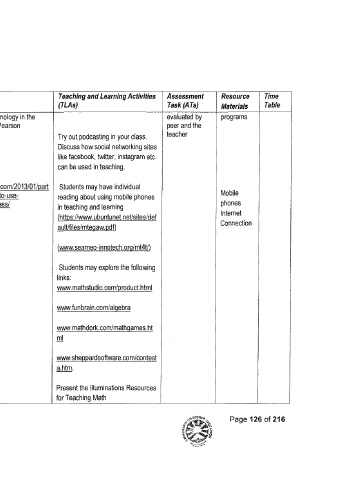 Teaching and Learning Activities Assessment Resource Time
(TLAs) Task (ATs) Materials Table
nology in the evaluated by programs
Pearson peer and the
teacher
Try out podcasting in your class.
Discuss how social networking sites
like facebook, twitter, instagram etc.
can be used in teaching.
com/2013/01/part Students may have individual
to-use- reading about using mobile phones Mobile
ess/ in teaching and learning phones
(https://www.ubuntunet.net/sites/def Internet
ault/files/mtegaw.pdf) Connection
(www.seameo-innotech.org/mt4t/)
Students may explore the following
links:
www.mathstudio.com/product.html
www.funbrain.com/algebra
www.mathdork.com/mathgames.ht
ml
www.sheppardsoftware.com/contest
a.htm.
Present the Illuminations Resources
for Teaching Math
Page 126 of 216